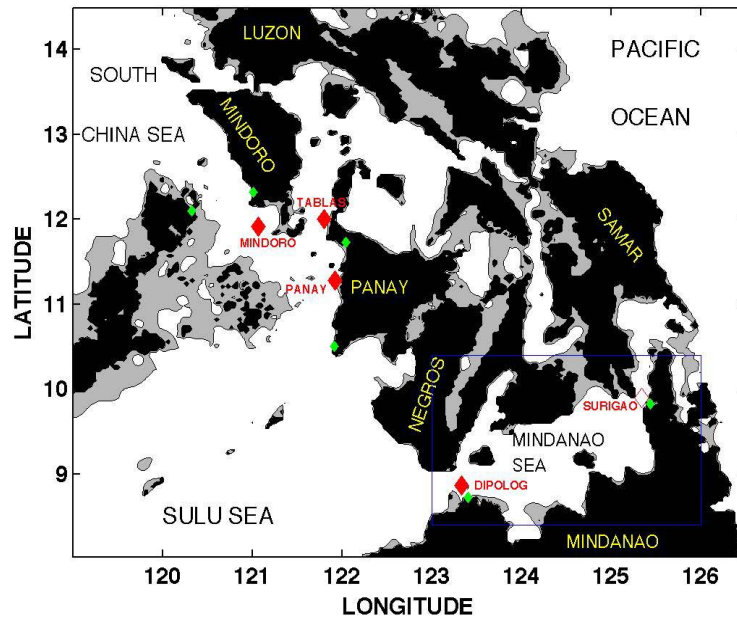 LUZON
PACIFIC
OCEAN
SOUTH
CHINA SEA
MINDORO
TABLAS
MINDORO
SAMAR
PANAY
PANAY
NEGROS
SURIGAO
MINDANAO
SEA
DIPOLOG
SULU SEA
MINDANAO
LATITUDE
14
13
12
11
10
9
120
121
122
123
124
125
126
LONGITUDE